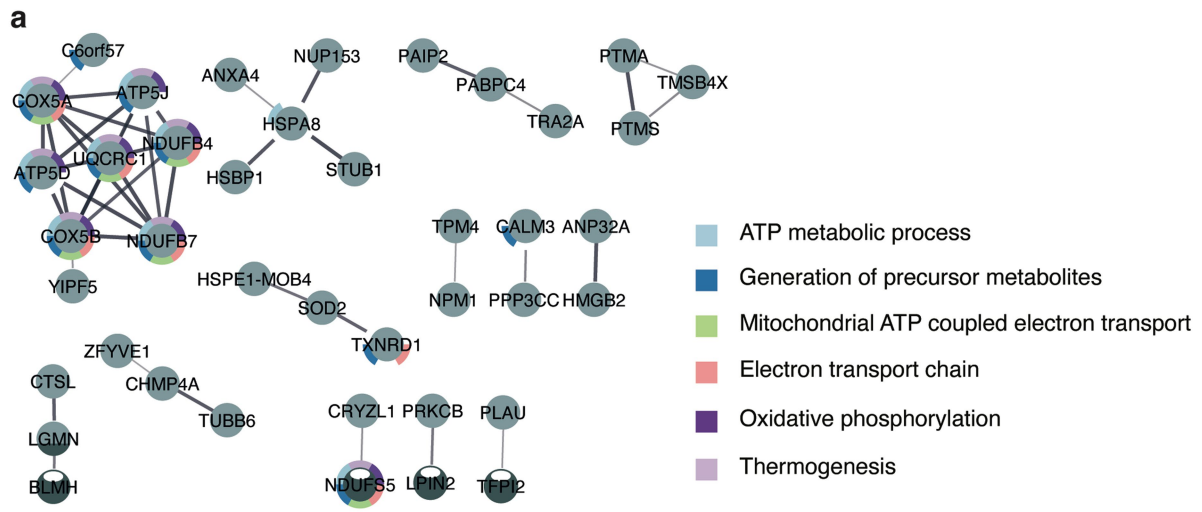 a
C6orf57
COX5A
ATP5J
NDUFB4
UQCRC1
ATP5D
COX5B
NDUFB7
YIPF5
ANXA4
NUP153
HSPA8
HSBP1
STUB1
PAIP2
PABPC4
TRA2A
PTMA
TMSB4X
PTMS
TPM4
CALM3
ANP32A
NPM1
PPP3CC
HMGB2
HSPE1-MOB4
SOD2
TXNRD1
ZFYVE1
CHMP4A
TUBB6
CTSL
LGMN
BLMH
CRYZL1
PRKCB
PLAU
NDUFS5
LPIN2
TFPI2
ATP metabolic process
Generation of precursor metabolites
Mitochondrial ATP coupled electron transport
Electron transport chain
Oxidative phosphorylation
Thermogenesis